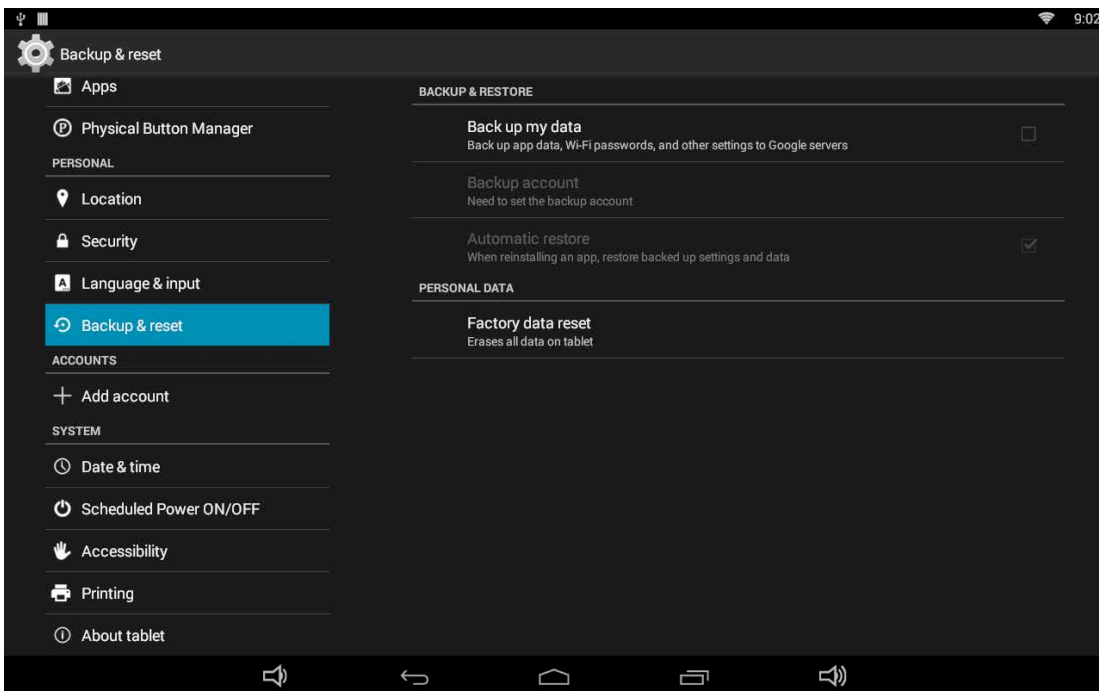 9:02
Backup & reset
Apps
Physical Button Manager
PERSONAL
Location
Security
Language & input
Backup & reset
ACCOUNTS
Add account
SYSTEM
Date & time
Scheduled Power ON/OFF
Accessibility
Printing
About tablet
BACKUP & RESTORE
Back up my data
Back up app data, Wi-Fi passwords, and other settings to Google servers
Backup account
Need to set the backup account
Automatic restore
When reinstalling an app, restore backed up settings and data
PERSONAL DATA
Factory data reset
Erases all data on tablet